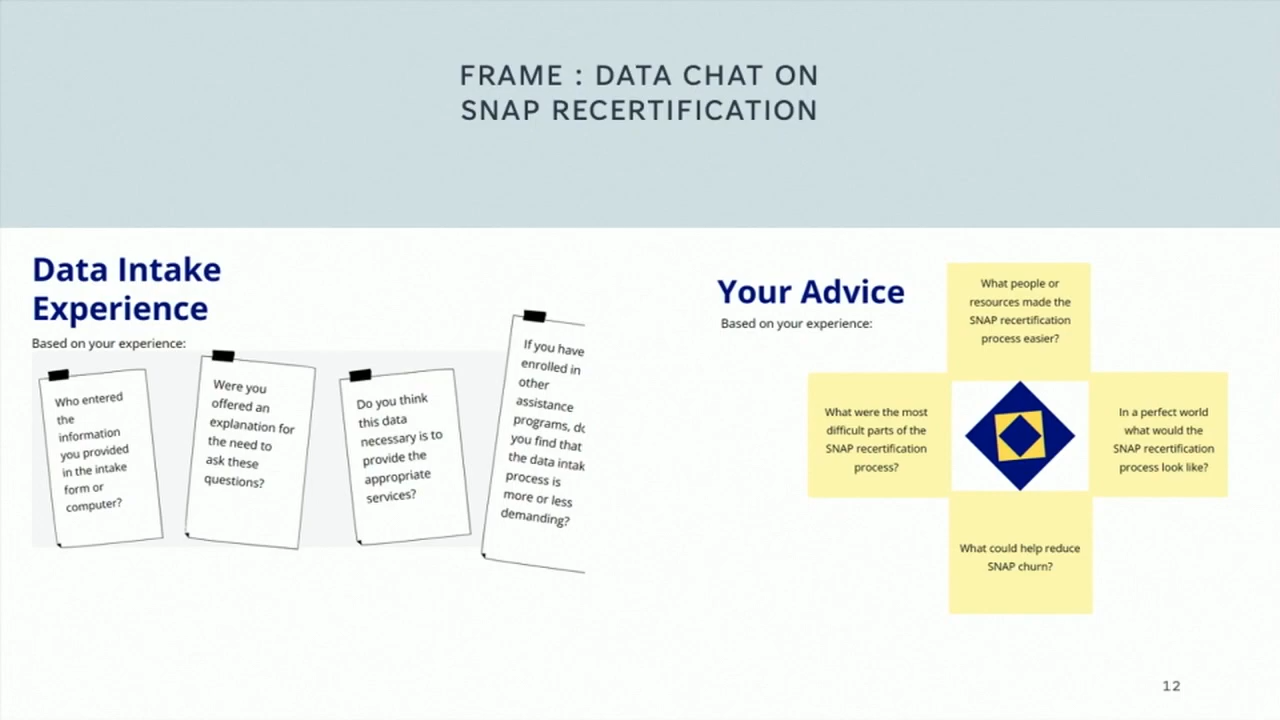 FRAME : DATA CHAT ON
SNAP RECERTIFICATION
Data Intake
Experience
Based on your experience:
Who entered
the
information
you provided
in the intake
form or
computer?
Were you
offered an
explanation for
the need to
ask these
questions?
Do you think
this data
necessary is to
provide the
appropriate
services?
If you have
enrolled in
other
assistance
programs, do
you find that
the data intak
process is
more or less
demanding?
Your Advice
Based on your experience:
What people or
resources made the
SNAP recertification
process easier?
What were the most
difficult parts of the
SNAP recertification
process?
In a perfect world
what would the
SNAP recertification
process look like?
What could help reduce
SNAP churn?
12